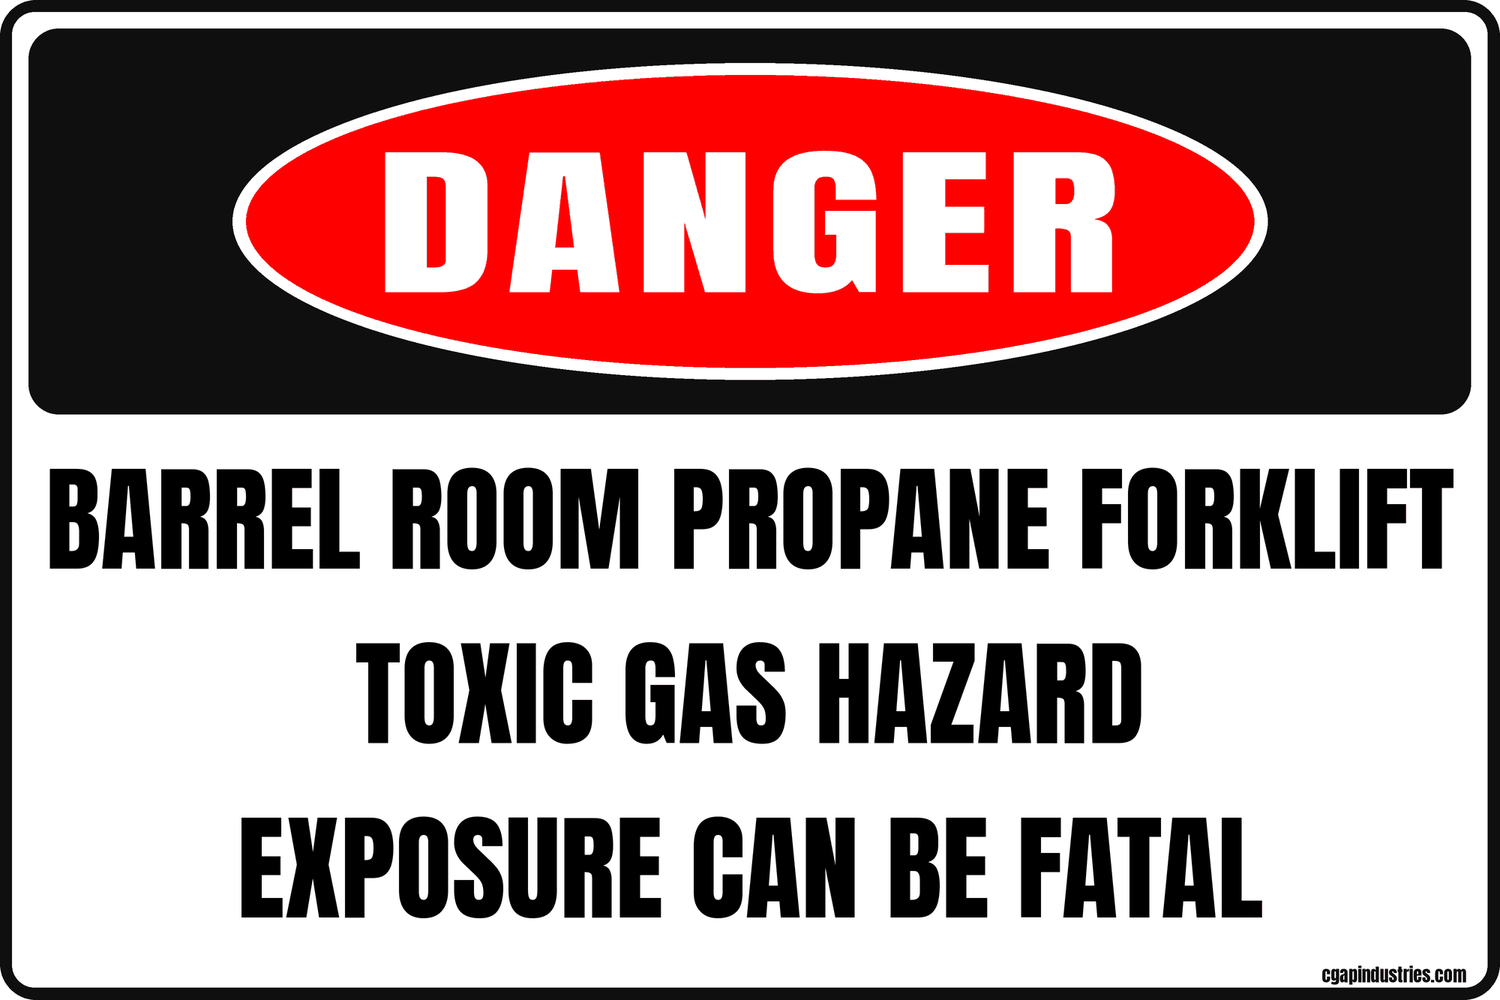 DANGER
BARREL ROOM PROPANE FORKLIFT
TOXIC GAS HAZARD
EXPOSURE CAN BE FATAL
cgapindustries.com